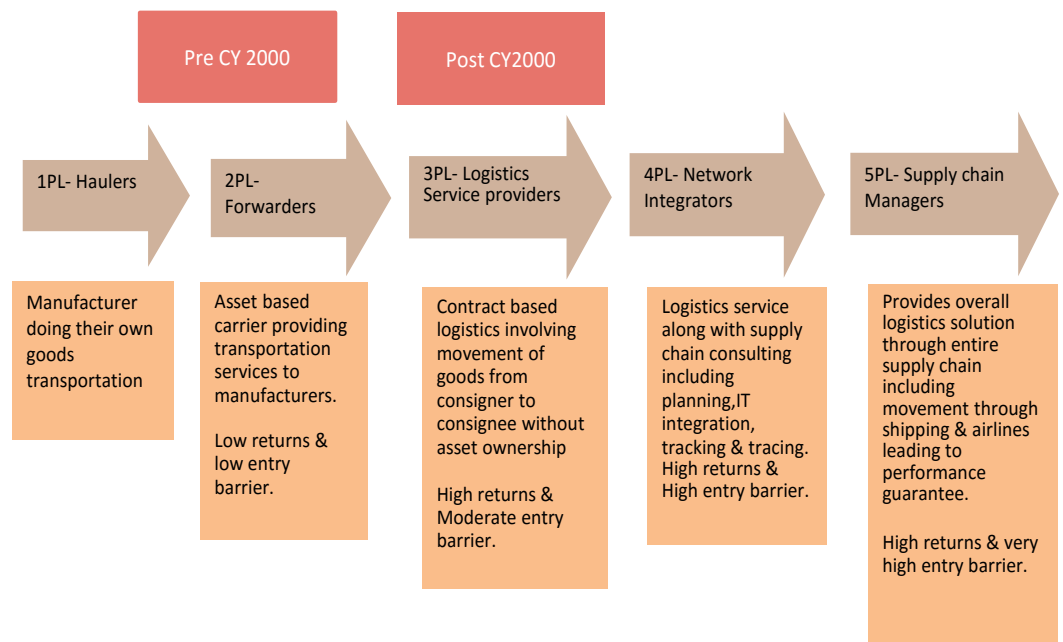 Pre CY 2000
Post CY2000
1PL- Haulers
2PL-
Forwarders
3PL- Logistics
Service providers
4PL- Network
Integrators
5PL- Supply chain
Managers
Manufacturer
doing their own
goods
transportation
Asset based
carrier providing
transportation
services to
manufacturers.
Low returns &
low entry
barrier.
Contract based
logistics involving
movement of
goods from
consigner to
consignee without
asset ownership
High returns &
Moderate entry
barrier.
Logistics service
along with supply
chain consulting
including
planning,IT
integration,
tracking & tracing.
High returns &
High entry barrier.
Provides overall
logistics solution
through entire
supply chain
including
movement through
shipping & airlines
leading to
performance
guarantee.
High returns & very
high entry barrier.